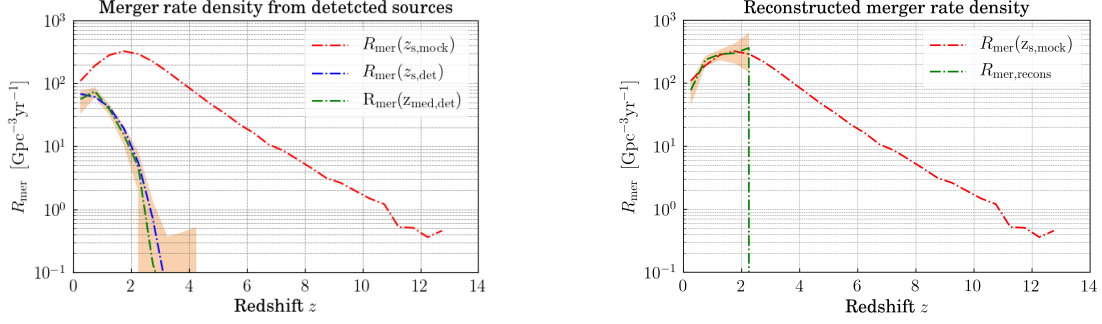 Merger rate density from detetcted sources
10³
10²
10¹
10⁰
10⁻¹
R_mer [Gpc⁻³yr⁻¹]
R_mer(z_s,mock)
R_mer(z_s,det)
R_mer(z_med,det)
0 2 4 6 8 10 12 14
Redshift z
Reconstructed merger rate density
10³
10²
10¹
10⁰
10⁻¹
R_mer [Gpc⁻³yr⁻¹]
R_mer(z_s,mock)
R_mer,recons
0 2 4 6 8 10 12 14
Redshift z